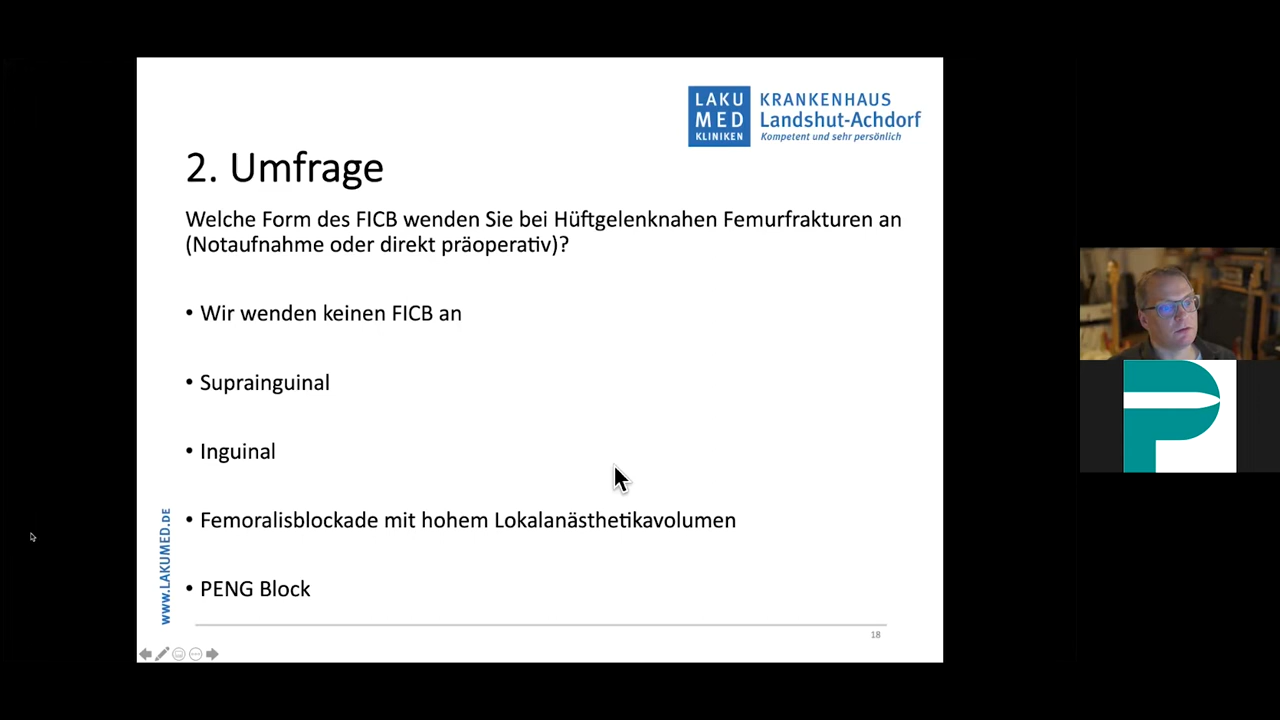 LAKU
MED
KLINIKEN
KRANKENHAUS
Landshut-Achdorf
Kompetent und sehr persönlich
2. Umfrage
Welche Form des FICB wenden Sie bei Hüftgelenknahen Femurfrakturen an
(Notaufnahme oder direkt präoperativ)?
• Wir wenden keinen FICB an
• Suprainguinal
• Inguinal
• Femoralisblockade mit hohem Lokalanästhetikavolumen
• PENG Block
WWW.LAKUMED.DE
18